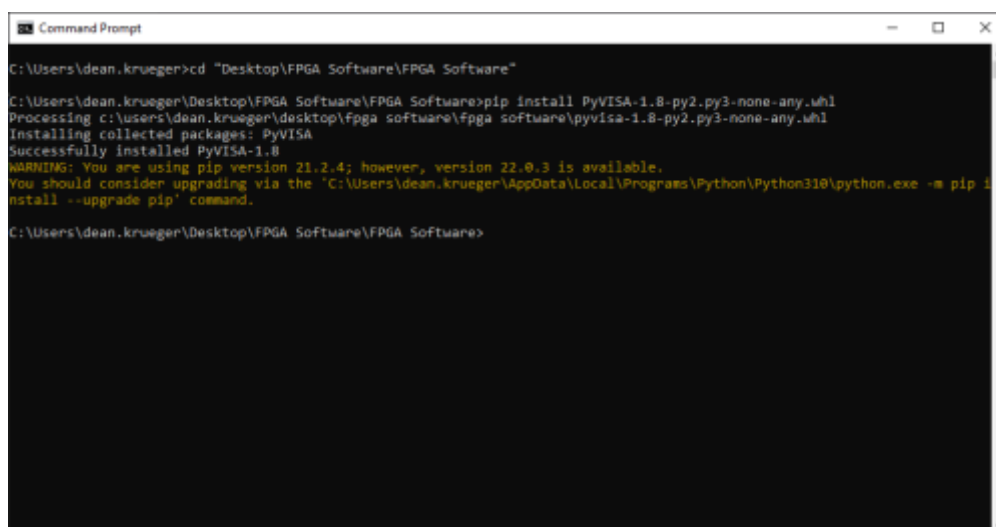 Command Prompt
C:\Users\dean.krueger>cd "Desktop\FPGA Software\FPGA Software"
C:\Users\dean.krueger\Desktop\FPGA Software\FPGA Software>pip install PyVISA-1.8-py2.py3-none-any.whl
Processing c:\users\dean.krueger\desktop\fpga software\fpga software\pyvisa-1.8-py2.py3-none-any.whl
Installing collected packages: PyVISA
Successfully installed PyVISA-1.8
WARNING: You are using pip version 21.2.4; however, version 22.0.3 is available.
You should consider upgrading via the 'C:\Users\dean.krueger\AppData\Local\Programs\Python\Python310\python.exe -m pip i
nstall --upgrade pip' command.
C:\Users\dean.krueger\Desktop\FPGA Software\FPGA Software>